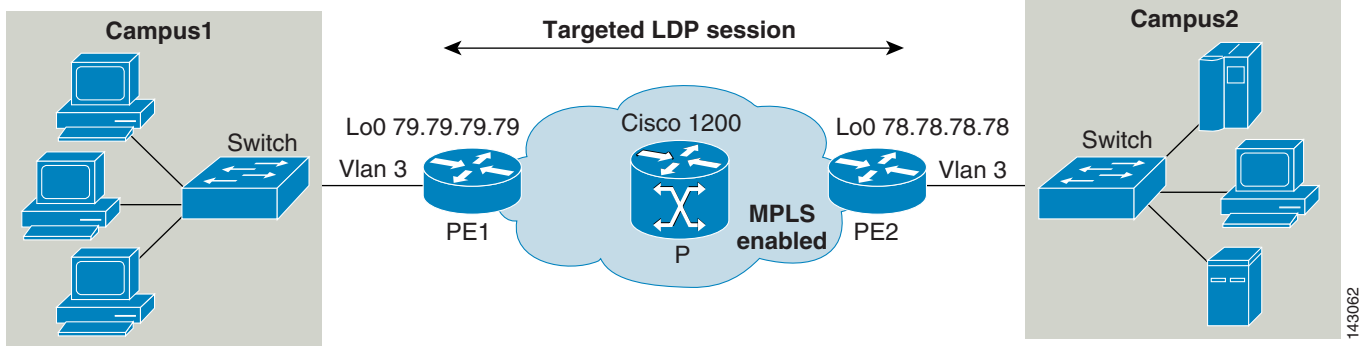 Campus1
Targeted LDP session
Campus2
Switch
Lo0 79.79.79.79
Vlan 3
PE1
Cisco 1200
P
MPLS
enabled
Lo0 78.78.78.78
Vlan 3
PE2
Switch
143062